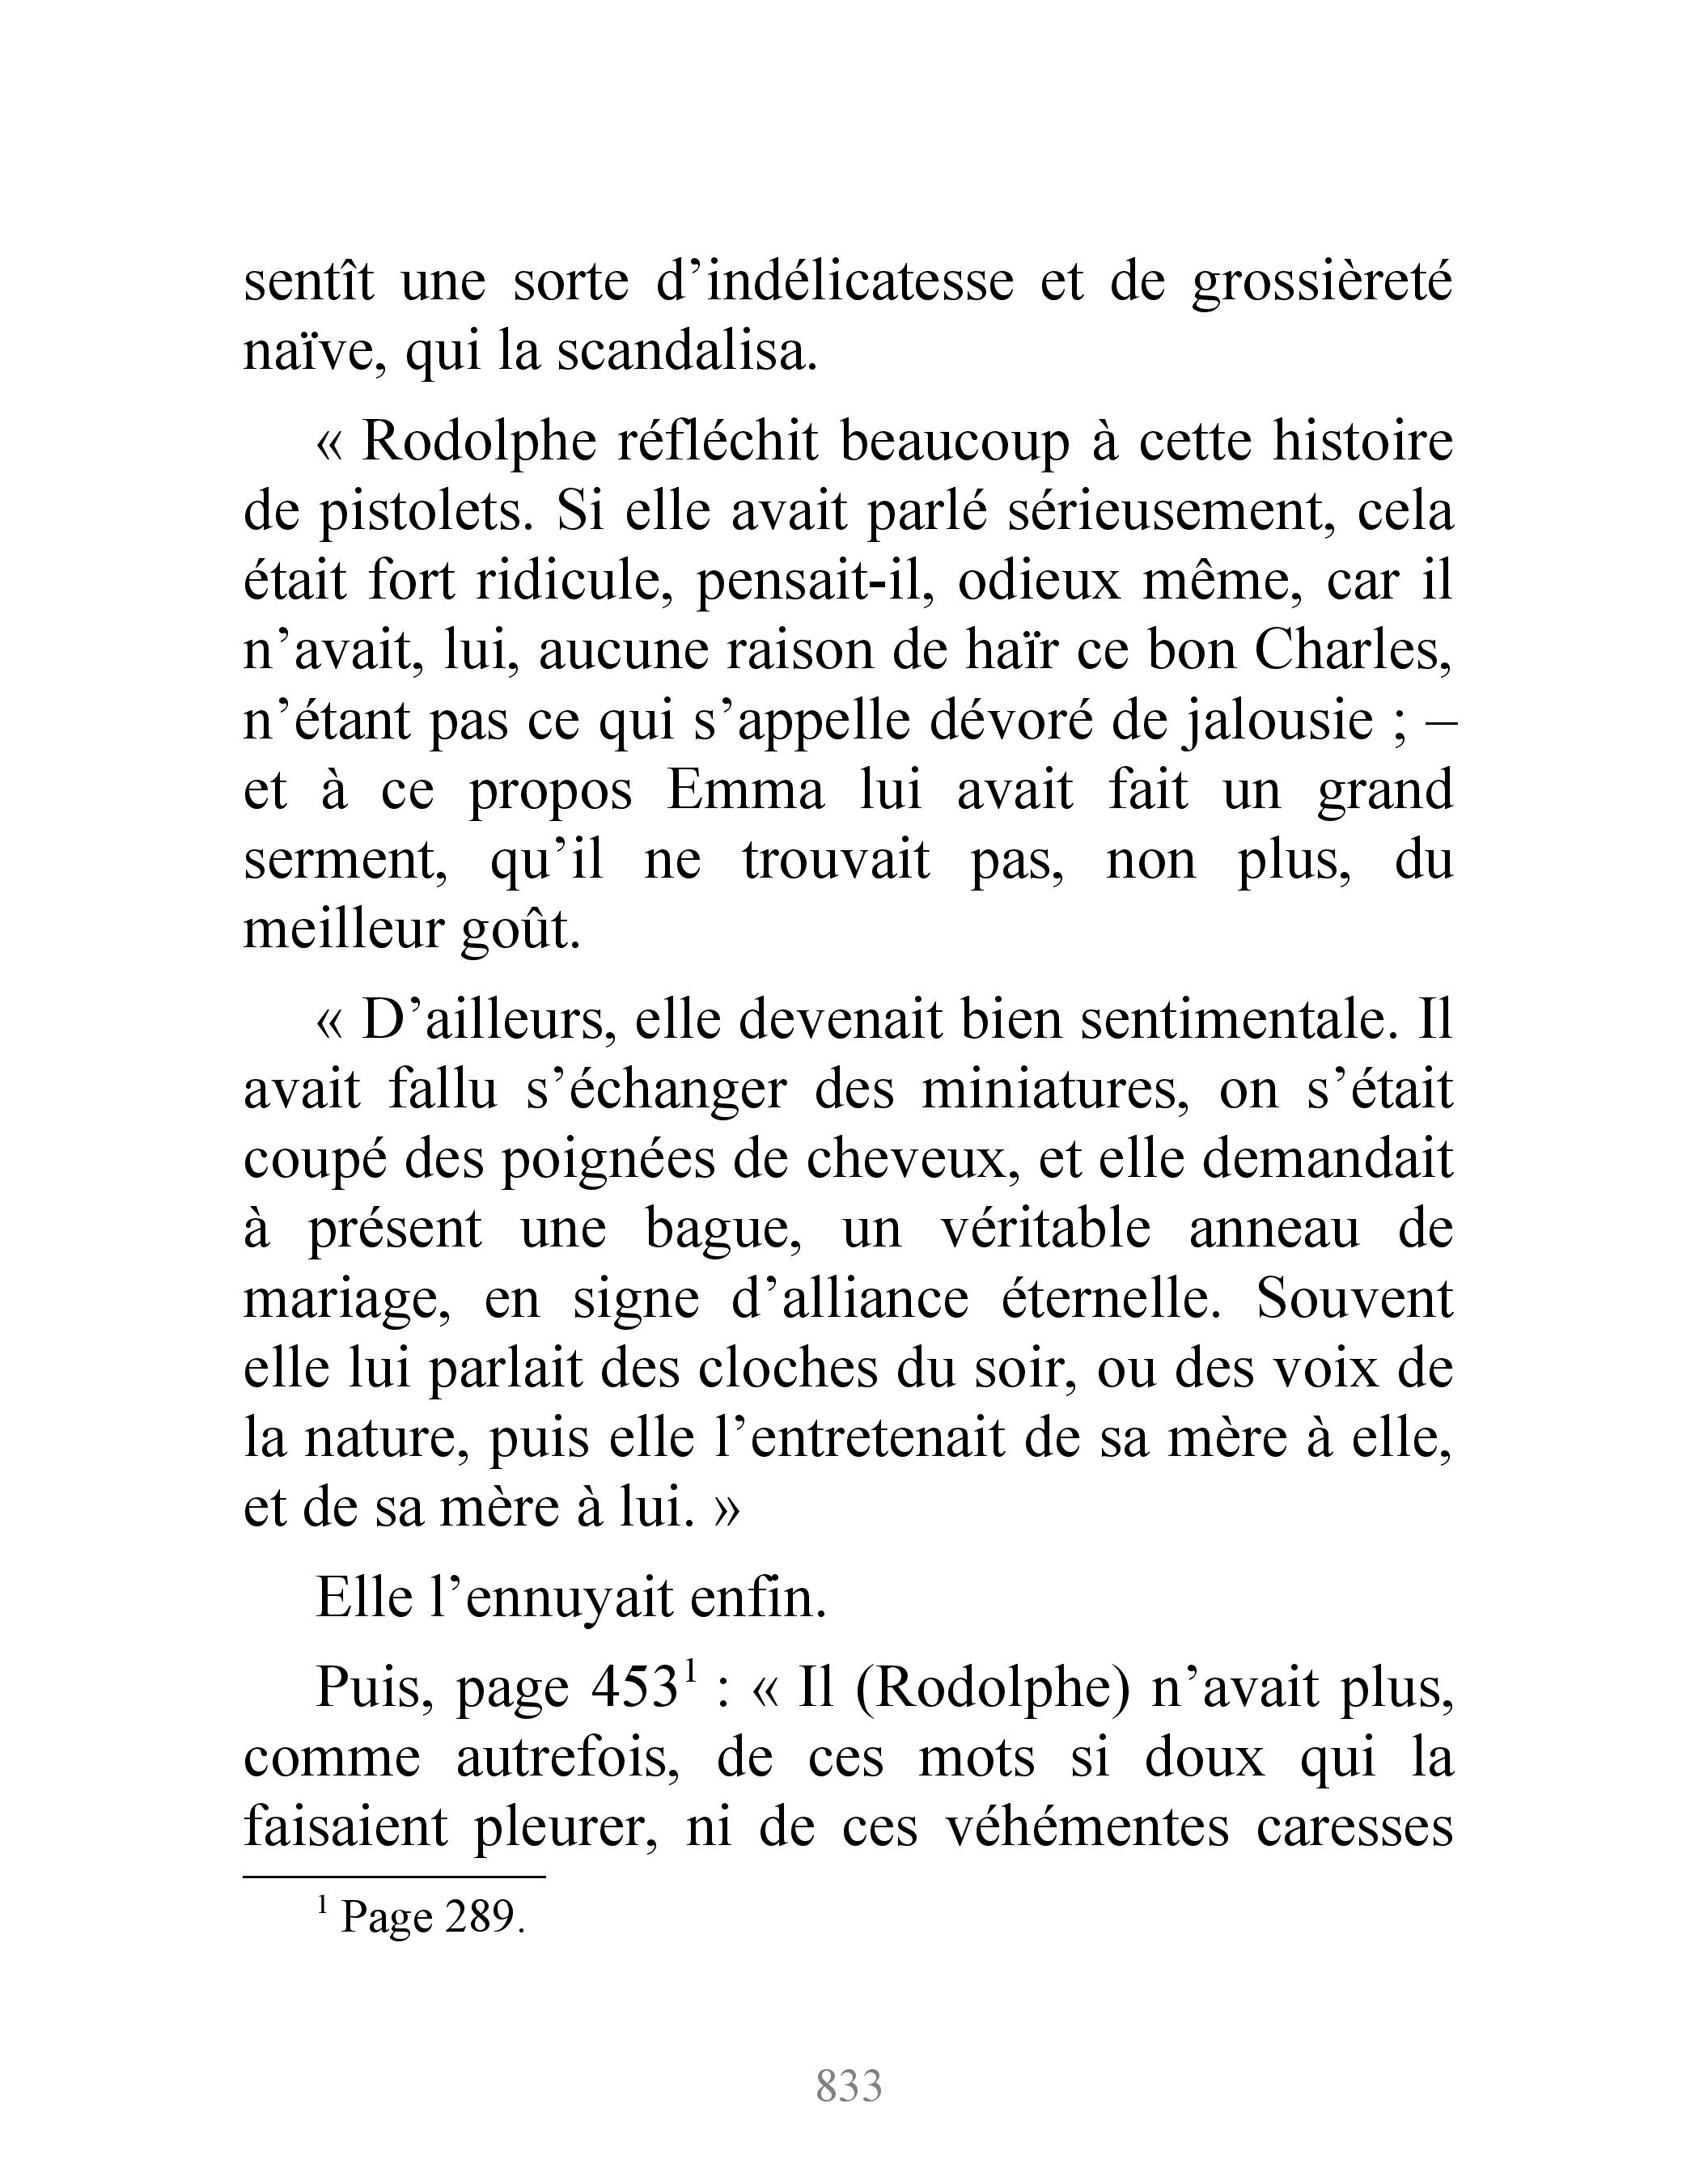 sentît une sorte d’indélicatesse et de grossièreté
naïve, qui la scandalisa.
« Rodolphe réfléchit beaucoup à cette histoire
de pistolets. Si elle avait parlé sérieusement, cela
était fort ridicule, pensait-il, odieux même, car il
n’avait, lui, aucune raison de haïr ce bon Charles,
n’étant pas ce qui s’appelle dévoré de jalousie ; –
et à ce propos Emma lui avait fait un grand
serment, qu’il ne trouvait pas, non plus, du
meilleur goût.
« D’ailleurs, elle devenait bien sentimentale. Il
avait fallu s’échanger des miniatures, on s’était
coupé des poignées de cheveux, et elle demandait
à présent une bague, un véritable anneau de
mariage, en signe d’alliance éternelle. Souvent
elle lui parlait des cloches du soir, ou des voix de
la nature, puis elle l’entretenait de sa mère à elle,
et de sa mère à lui. »
Elle l’ennuyait enfin.
Puis, page 453¹ : « Il (Rodolphe) n’avait plus,
comme autrefois, de ces mots si doux qui la
faisaient pleurer, ni de ces véhémentes caresses
¹ Page 289.
833